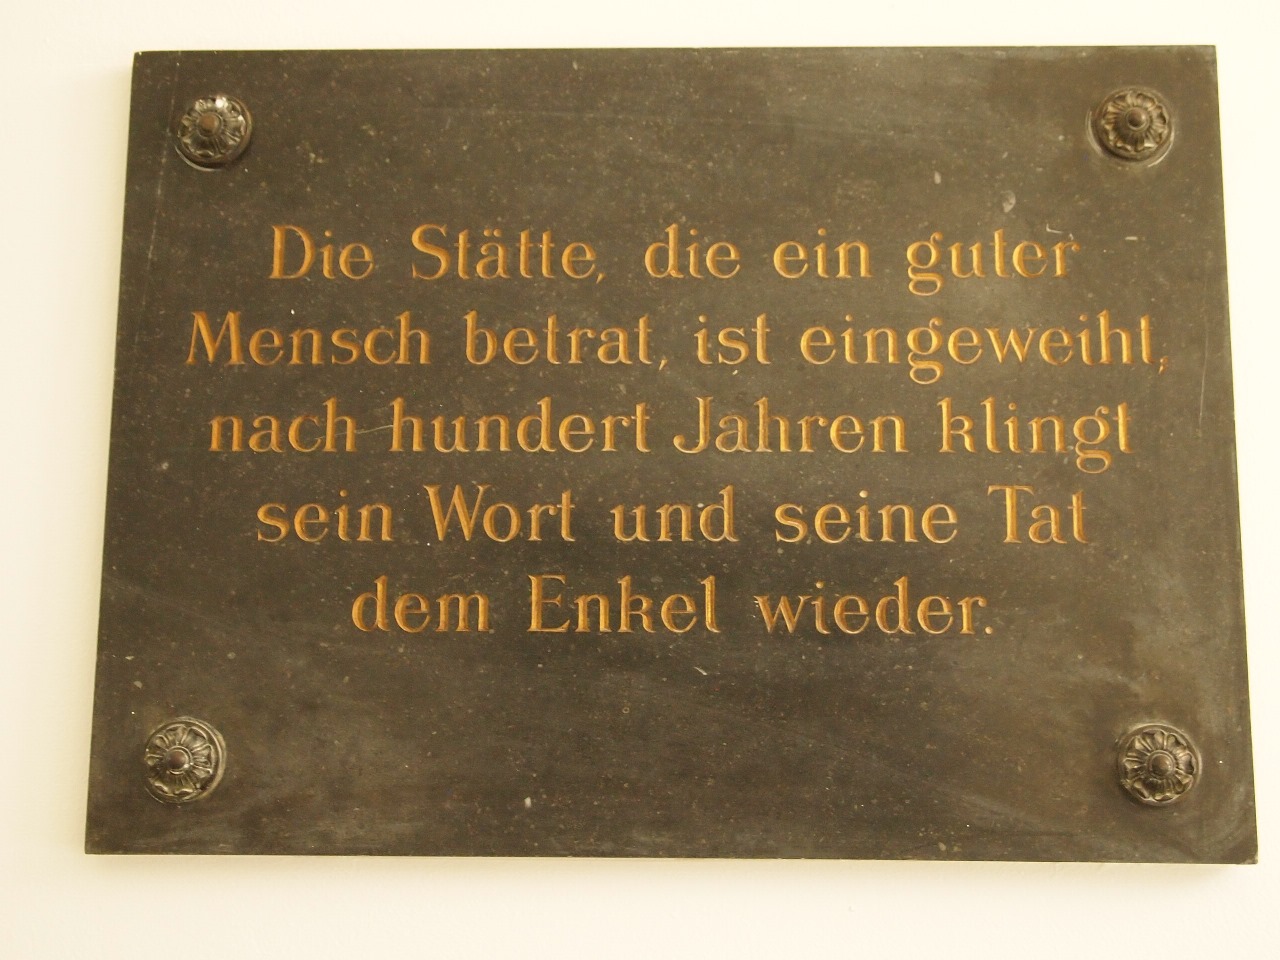 Die Stätte, die ein guter
Mensch betrat, ist eingeweiht,
nach hundert Jahren klingt
sein Wort und seine Tat
dem Enkel wieder.